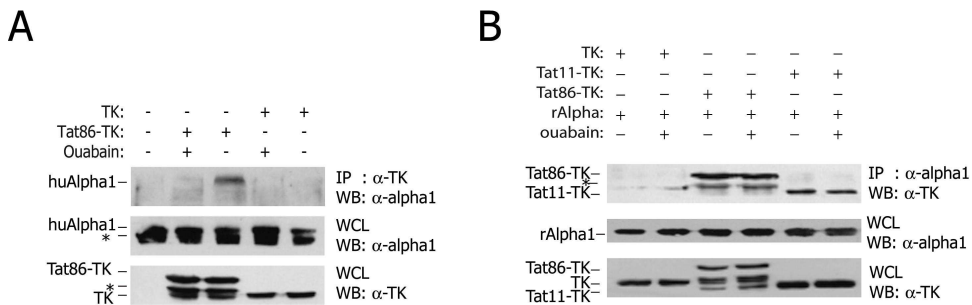 A
TK: - - - + +
Tat86-TK: - + + - -
Ouabain: - + - + -
huAlpha1–
IP : α-TK
WB: α-alpha1
huAlpha1–
*–
WCL
WB: α-alpha1
Tat86-TK–
*–
TK–
WCL
WB: α-TK
B
TK: + + – – – –
Tat11-TK: – – – – + +
Tat86-TK: – – + + – –
rAlpha: + + + + + +
ouabain: – + – + – +
Tat86-TK–
*–
Tat11-TK–
IP : α-alpha1
WB: α-TK
rAlpha1–
WCL
WB: α-alpha1
Tat86-TK–
*–
TK–
Tat11-TK–
WCL
WB: α-TK